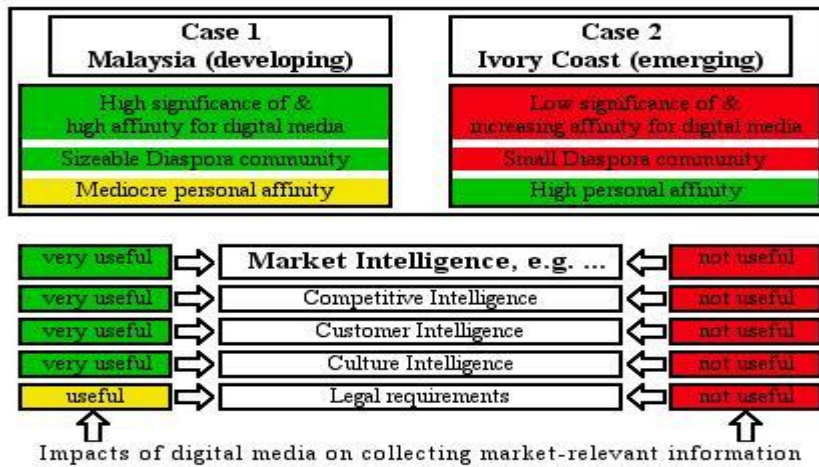 Case 1
Malaysia (developing)
High significance of &
high affinity for digital media
Sizeable Diaspora community
Mediocre personal affinity
Case 2
Ivory Coast (emerging)
Low significance of &
increasing affinity for digital media
Small Diaspora community
High personal affinity
very useful Market Intelligence, e.g. ... not useful
very useful Competitive Intelligence not useful
very useful Customer Intelligence not useful
very useful Culture Intelligence not useful
useful Legal requirements not useful
Impacts of digital media on collecting market-relevant information